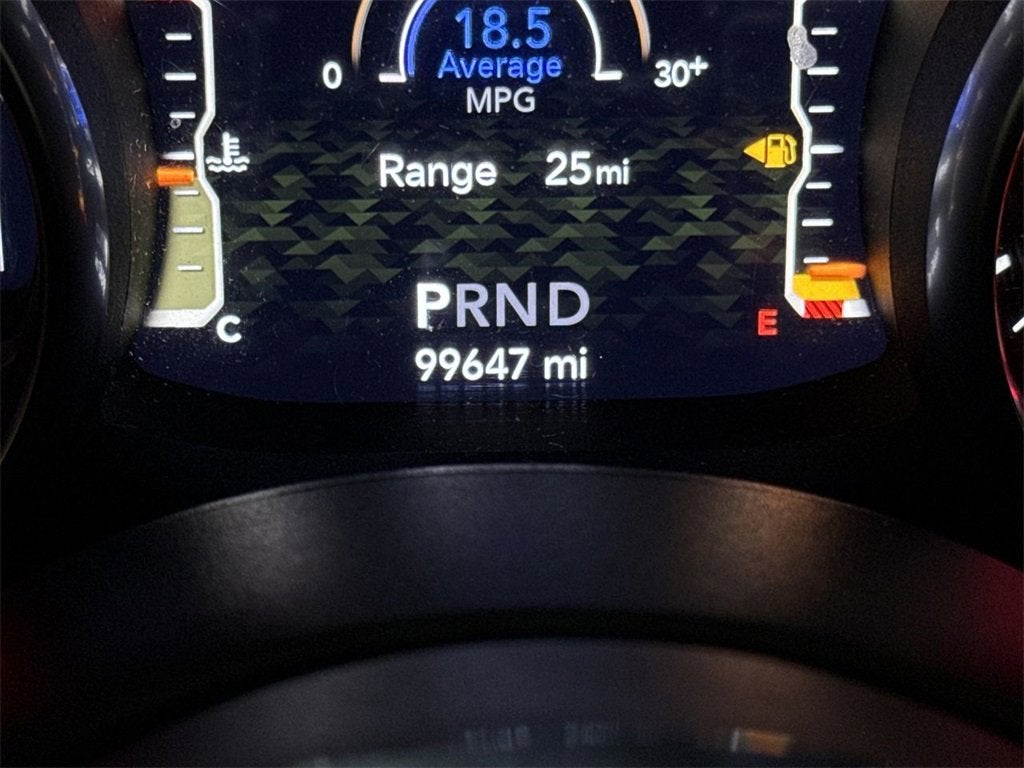 18.5
Average
0 30+
MPG
Range 25 mi
PRND
C E
99647 mi